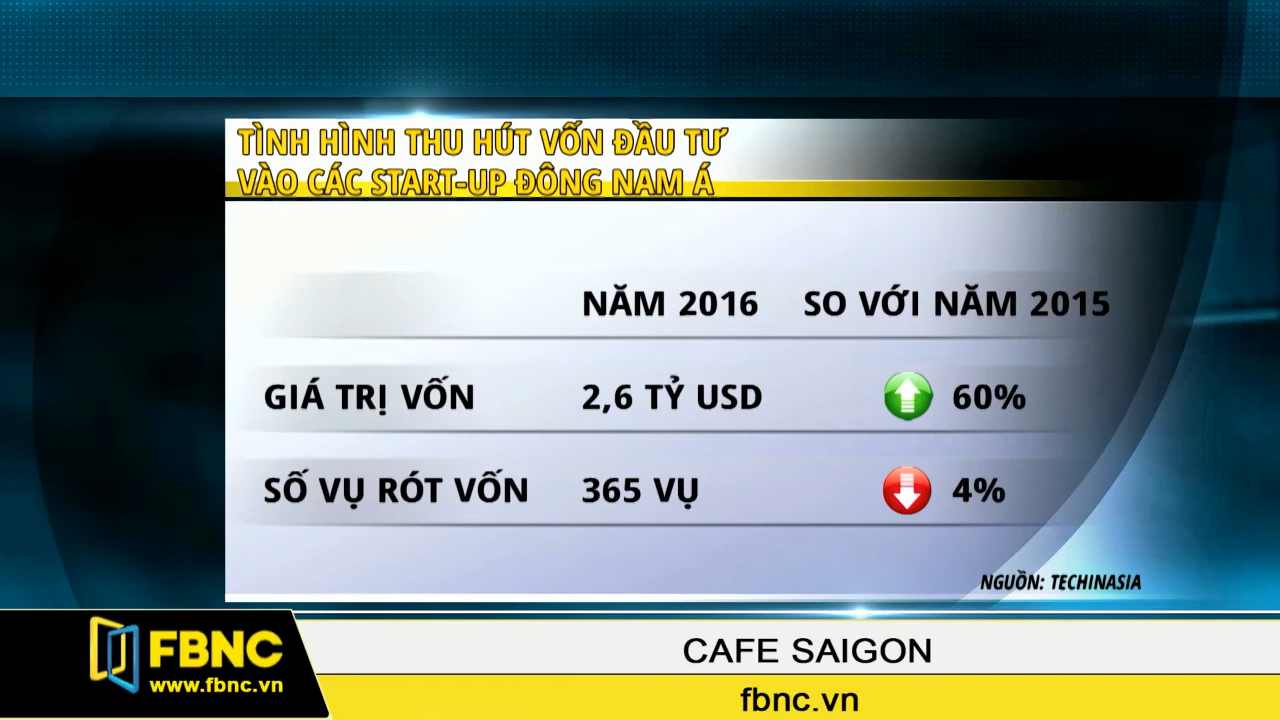 TÌNH HÌNH THU HÚT VỐN ĐẦU TƯ
VÀO CÁC START-UP ĐÔNG NAM Á
NĂM 2016 SO VỚI NĂM 2015
GIÁ TRỊ VỐN 2,6 TỶ USD 60%
SỐ VỤ RÓT VỐN 365 VỤ 4%
NGUỒN: TECHINASIA
FBNC
www.fbnc.vn
CAFE SAIGON
fbnc.vn